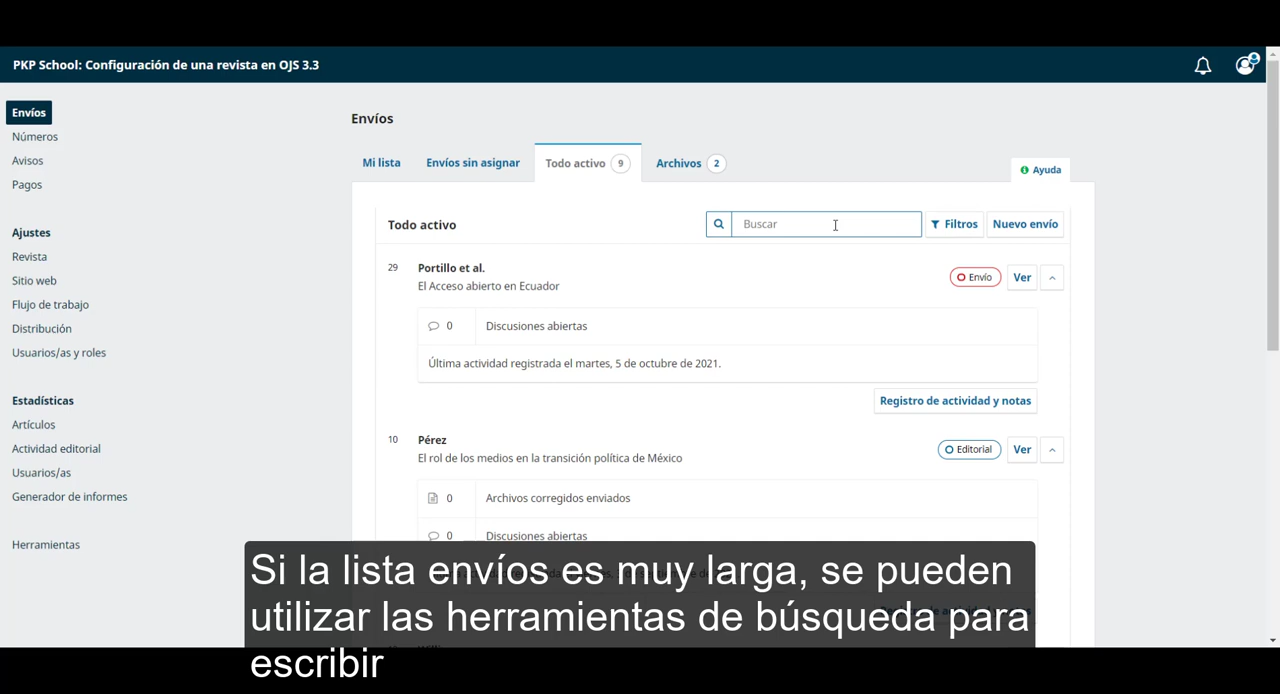 PKP School: Configuración de una revista en OJS 3.3
Envíos
Números
Avisos
Pagos
Ajustes
Revista
Sitio web
Flujo de trabajo
Distribución
Usuarios/as y roles
Estadísticas
Artículos
Actividad editorial
Usuarios/as
Generador de informes
Herramientas
Envíos
Mi lista Envíos sin asignar Todo activo 9 Archivos 2
Ayuda
Todo activo Buscar Filtros Nuevo envío
29 Portillo et al. Envío Ver
El Acceso abierto en Ecuador
0 Discusiones abiertas
Última actividad registrada el martes, 5 de octubre de 2021.
Registro de actividad y notas
10 Pérez Editorial Ver
El rol de los medios en la transición política de México
0 Archivos corregidos enviados
0 Discusiones abiertas
Si la lista envíos es muy larga, se pueden
utilizar las herramientas de búsqueda para
escribir